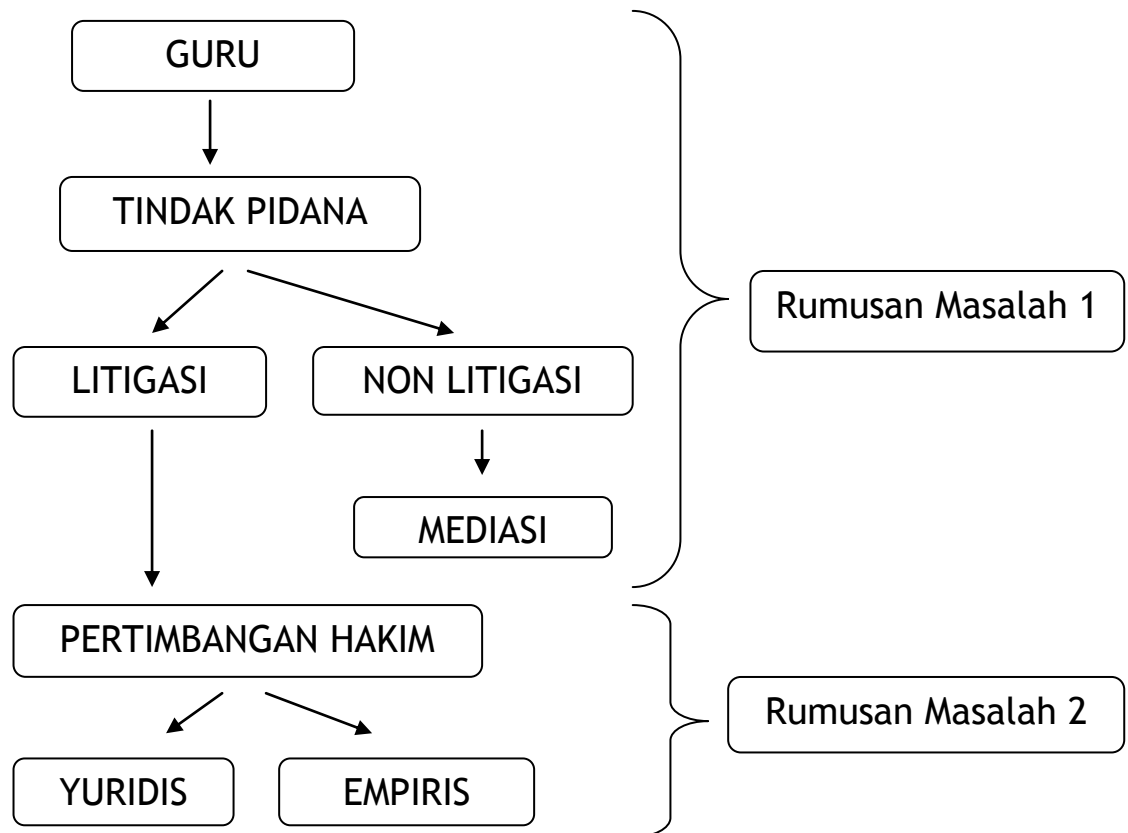 GURU
TINDAK PIDANA
LITIGASI
NON LITIGASI
MEDIASI
Rumusan Masalah 1
PERTIMBANGAN HAKIM
YURIDIS
EMPIRIS
Rumusan Masalah 2